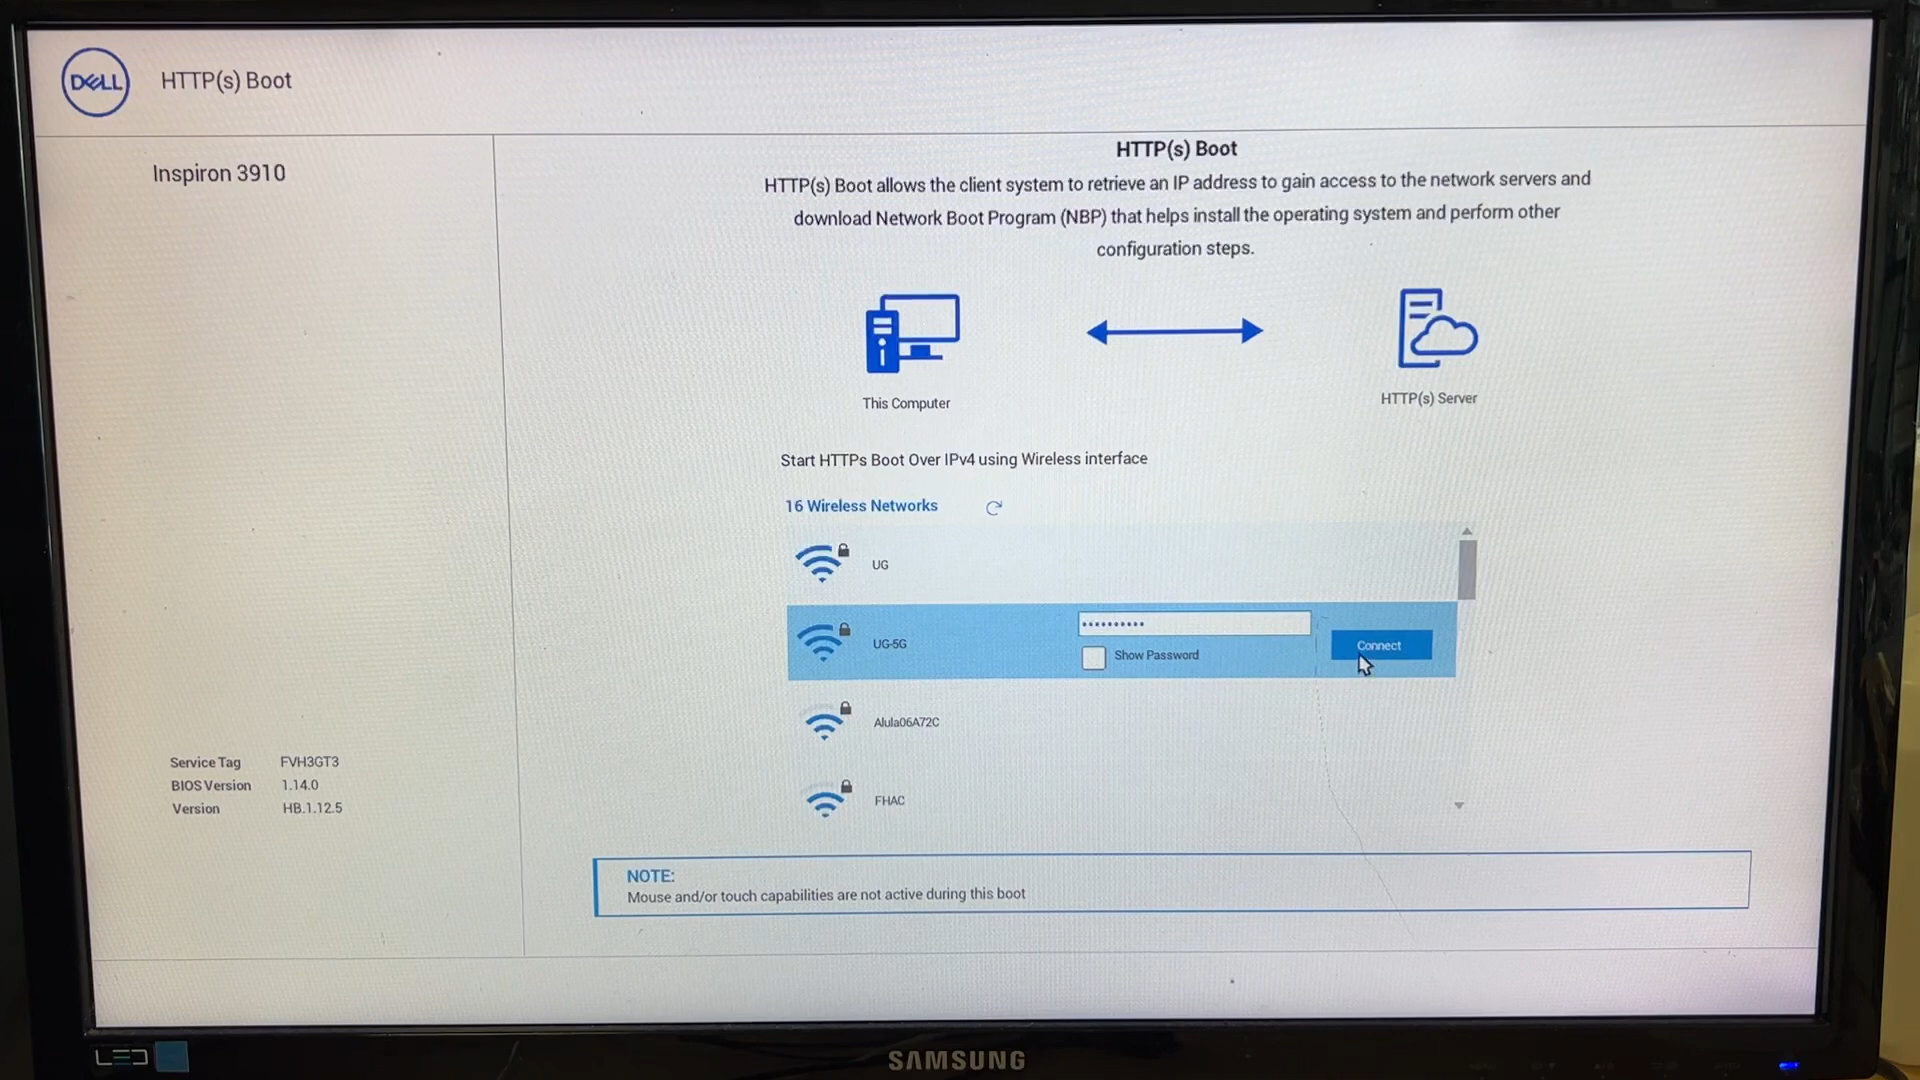 DELL
HTTP(s) Boot
Inspiron 3910
HTTP(s) Boot
HTTP(s) Boot allows the client system to retrieve an IP address to gain access to the network servers and
download Network Boot Program (NBP) that helps install the operating system and perform other
configuration steps.
This Computer
HTTP(s) Server
Start HTTPs Boot Over IPv4 using Wireless interface
16 Wireless Networks
UG
UG-5G
••••••••••
Show Password
Connect
Alula06A72C
FHAC
Service Tag FVH3GT3
BIOS Version 1.14.0
Version HB.1.12.5
NOTE:
Mouse and/or touch capabilities are not active during this boot
LED
SAMSUNG